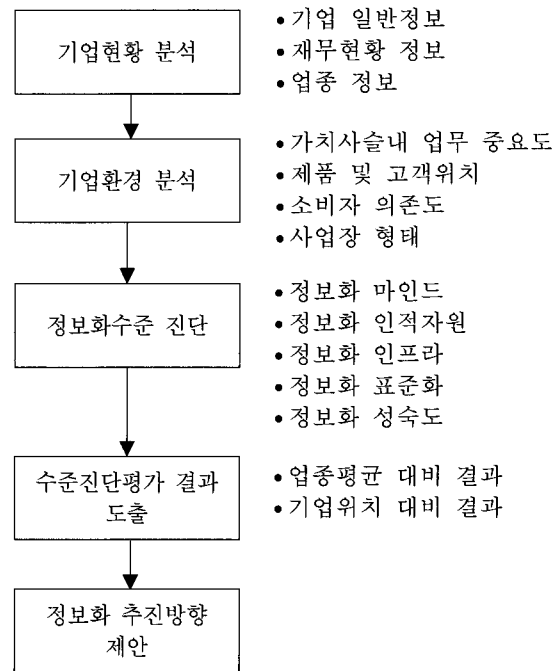 기업현황 분석
• 기업 일반정보
• 재무현황 정보
• 업종 정보
기업환경 분석
• 가치사슬내 업무 중요도
• 제품 및 고객위치
• 소비자 의존도
• 사업장 형태
정보화수준 진단
• 정보화 마인드
• 정보화 인적자원
• 정보화 인프라
• 정보화 표준화
• 정보화 성숙도
수준진단평가 결과
도출
• 업종평균 대비 결과
• 기업위치 대비 결과
정보화 추진방향
제안